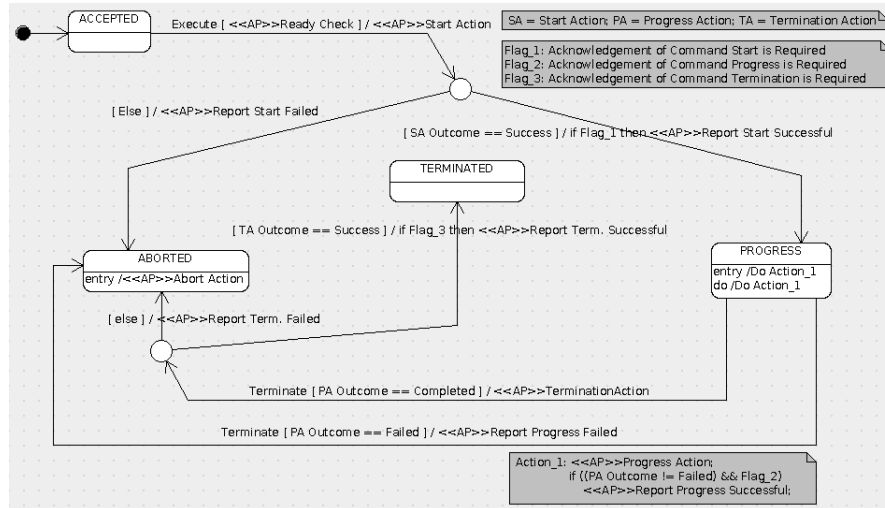 ACCEPTED
Execute [ <<AP>>Ready Check ] / <<AP>>Start Action
SA = Start Action; PA = Progress Action; TA = Termination Action
Flag_1: Acknowledgement of Command Start is Required
Flag_2: Acknowledgement of Command Progress is Required
Flag_3: Acknowledgement of Command Termination is Required
[ Else ] / <<AP>>Report Start Failed
[ SA Outcome == Success ] / if Flag_1 then <<AP>>Report Start Successful
TERMINATED
[ TA Outcome == Success ] / if Flag_3 then <<AP>>Report Term. Successful
ABORTED
entry /<<AP>>Abort Action
PROGRESS
entry /Do Action_1
do /Do Action_1
[ else ] / <<AP>>Report Term. Failed
Terminate [ PA Outcome == Completed ] / <<AP>>TerminationAction
Terminate [ PA Outcome == Failed ] / <<AP>>Report Progress Failed
Action_1: <<AP>>Progress Action;
if ((PA Outcome != Failed) && Flag_2)
<<AP>>Report Progress Successful;